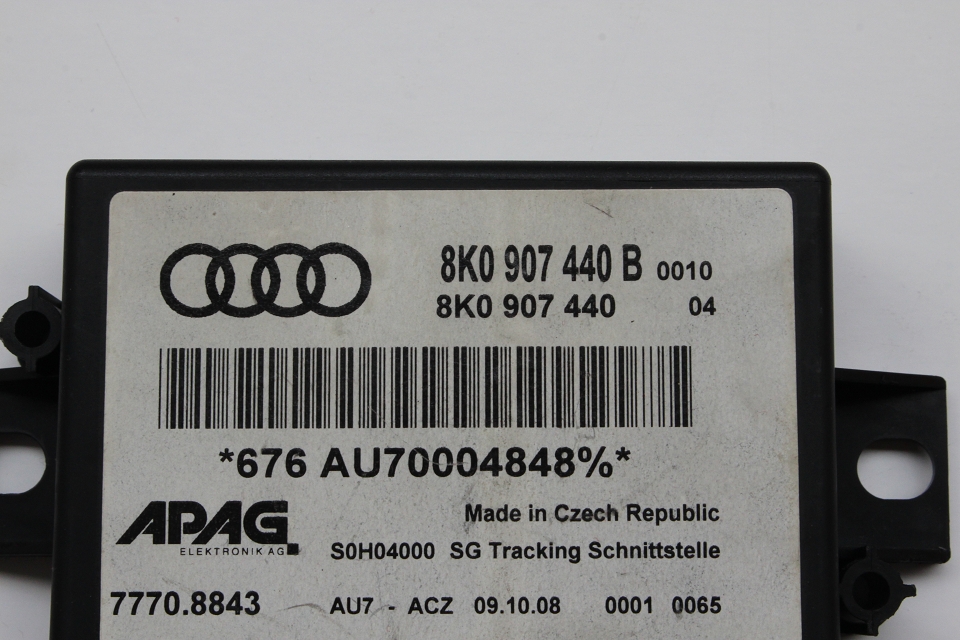 8K0 907 440 B 0010
8K0 907 440 04
*676 AU70004848%*
APAG
ELEKTRONIK AG
Made in Czech Republic
S0H04000 SG Tracking Schnittstelle
7770.8843 AU7 - ACZ 09.10.08 0001 0065